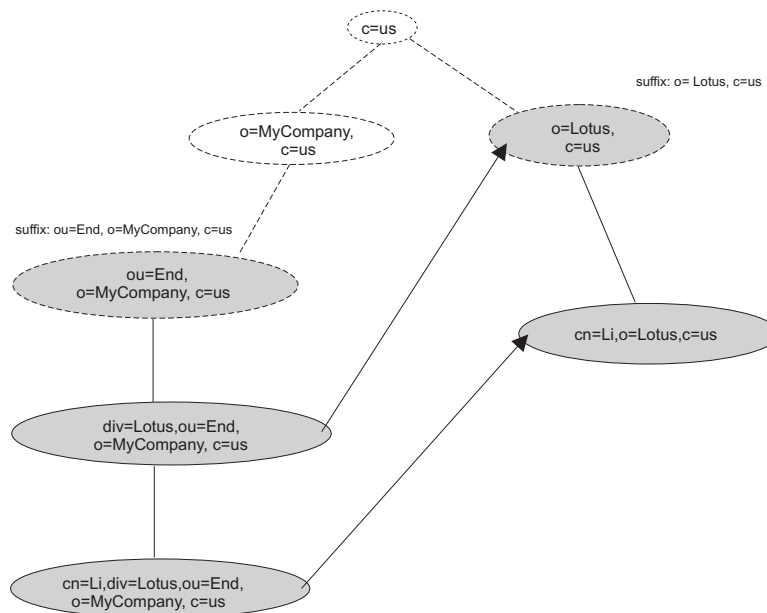 c=us
suffix: o= Lotus, c=us
o=MyCompany,
c=us
o=Lotus,
c=us
suffix: ou=End, o=MyCompany, c=us
ou=End,
o=MyCompany, c=us
cn=Li,o=Lotus,c=us
div=Lotus,ou=End,
o=MyCompany, c=us
cn=Li,div=Lotus,ou=End,
o=MyCompany, c=us